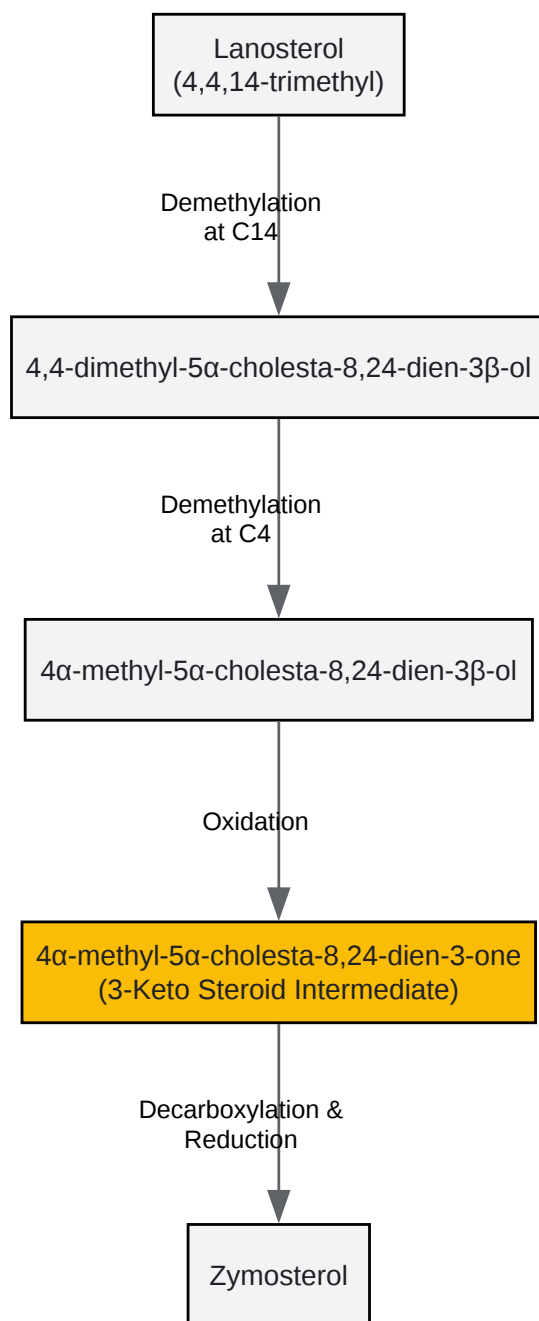 Lanosterol
(4,4,14-trimethyl)
Demethylation
at C14
4,4-dimethyl-5α-cholesta-8,24-dien-3β-ol
Demethylation
at C4
4α-methyl-5α-cholesta-8,24-dien-3β-ol
Oxidation
4α-methyl-5α-cholesta-8,24-dien-3-one
(3-Keto Steroid Intermediate)
Decarboxylation &
Reduction
Zymosterol